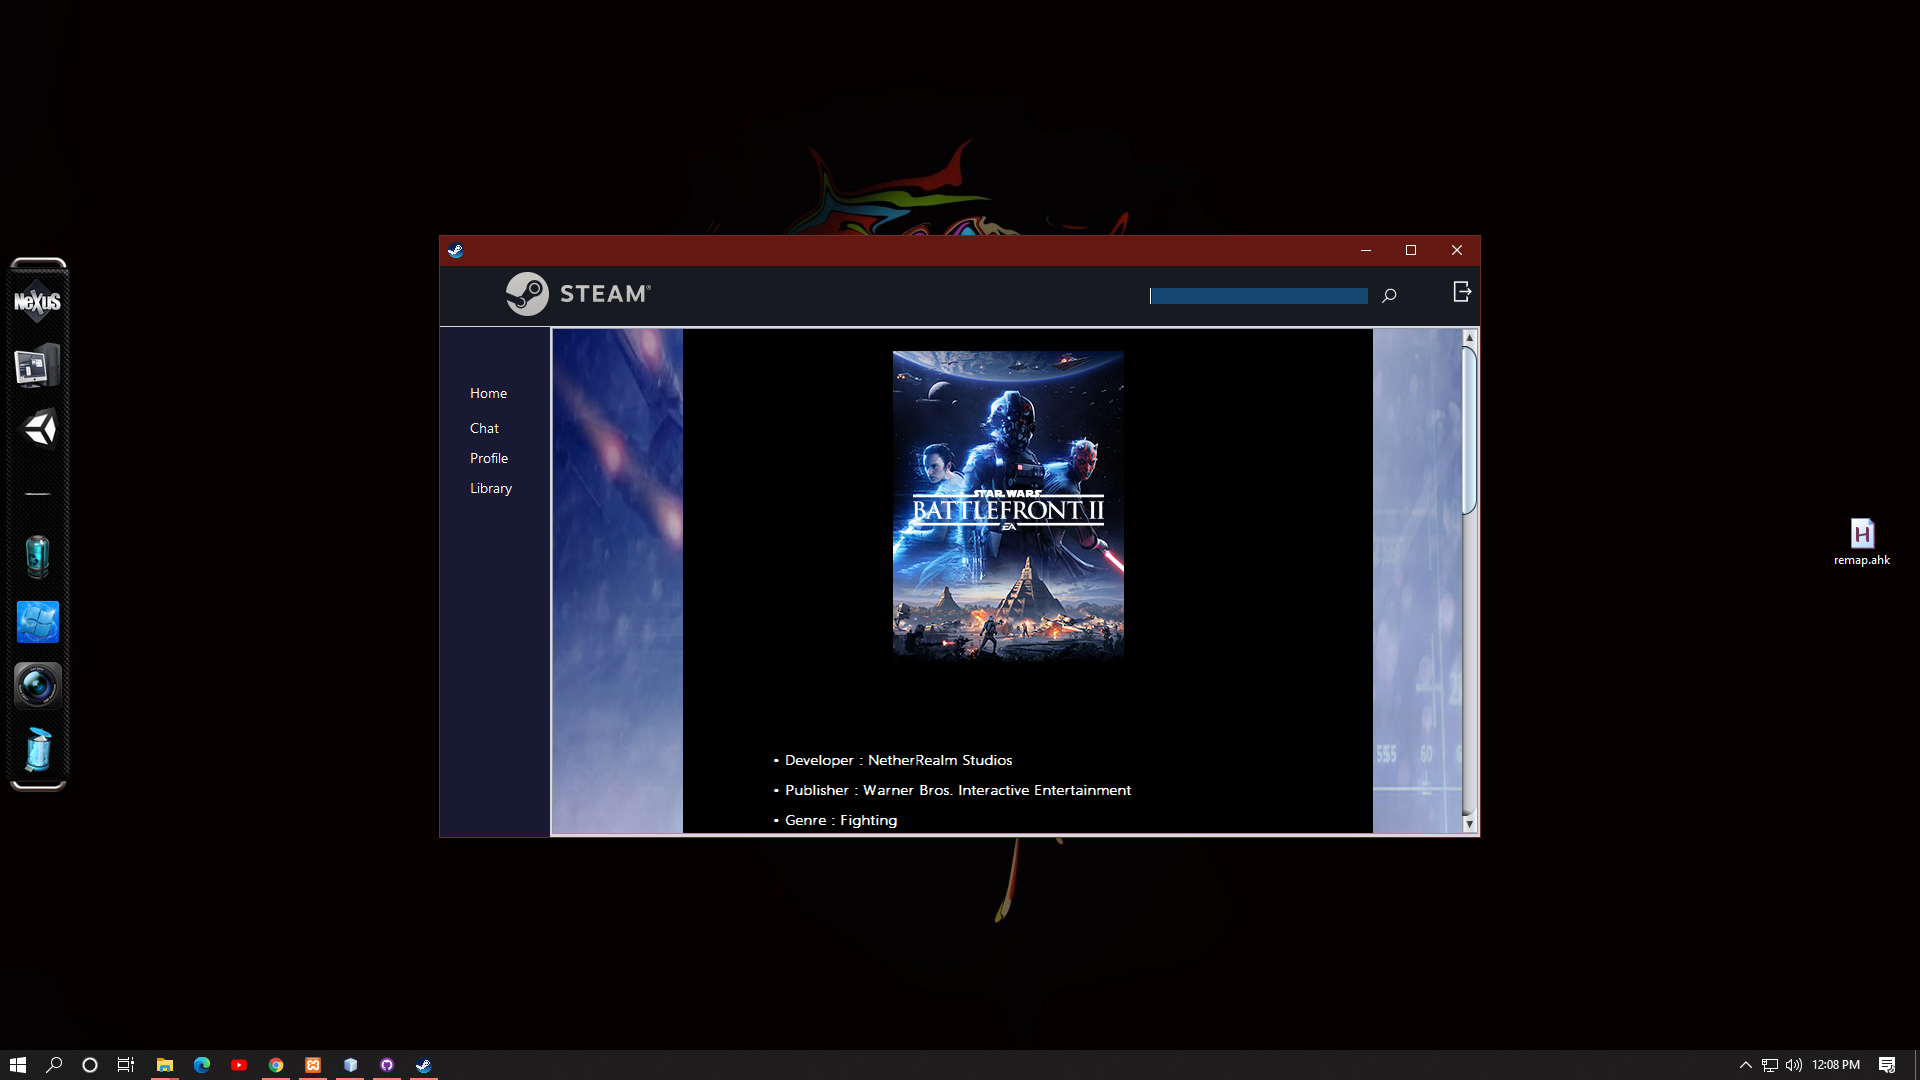 NeXuS
STEAM®
Home
Chat
Profile
Library
STAR WARS
BATTLEFRONT II
EA
• Developer : NetherRealm Studios
• Publisher : Warner Bros. Interactive Entertainment
• Genre : Fighting
60
remap.ahk
12:08 PM